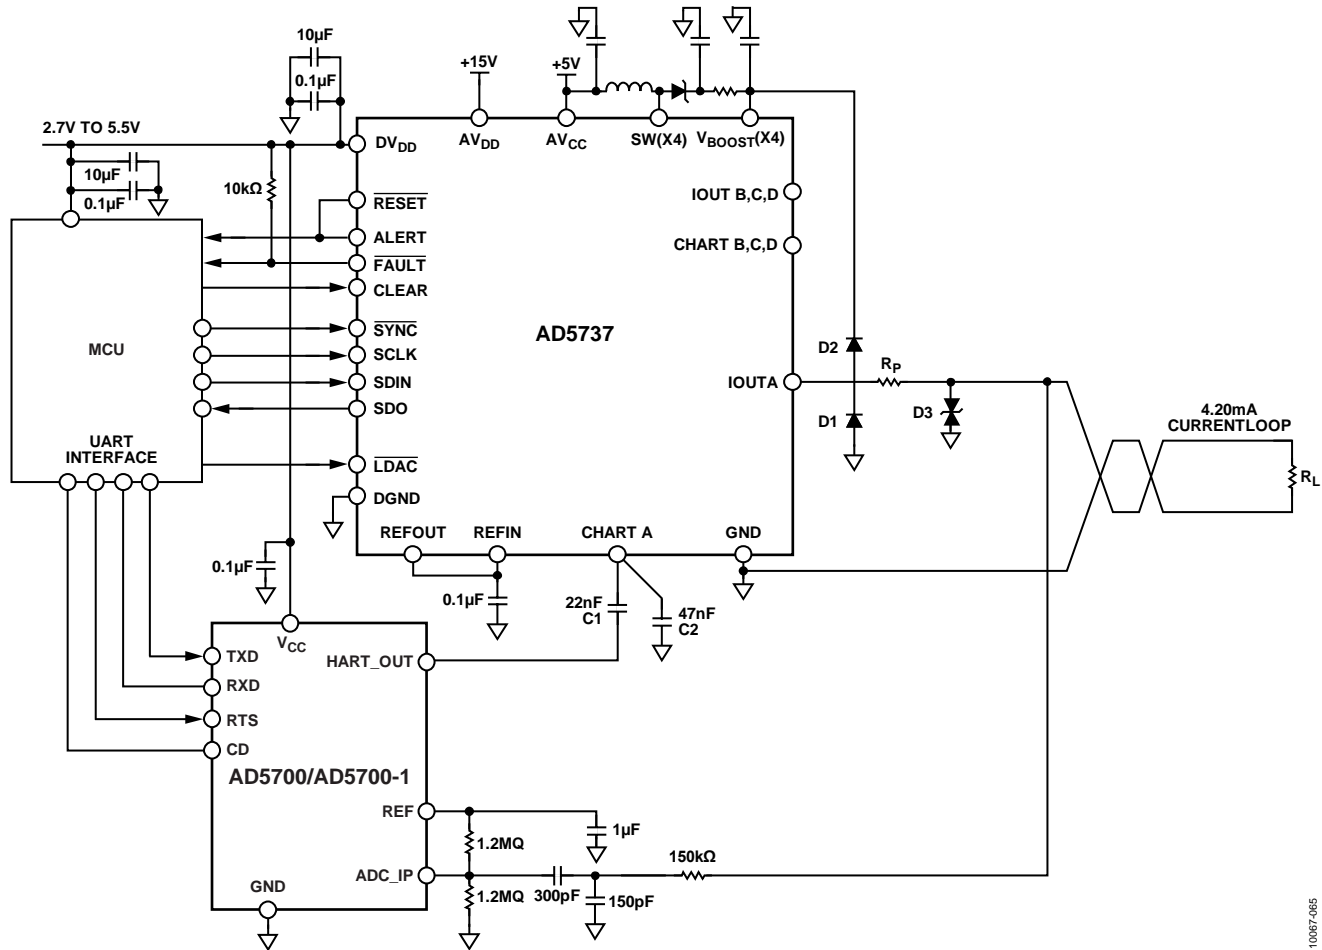 10µF
0.1µF
+15V
+5V
2.7V TO 5.5V
10µF
0.1µF
10kΩ
DVDD
AVDD
AVCC
SW(X4)
VBOOST(X4)
RESET
ALERT
FAULT
CLEAR
SYNC
SCLK
SDIN
SDO
LDAC
DGND
IOUT B,C,D
CHART B,C,D
AD5737
IOUTA
MCU
UART
INTERFACE
D2
RP
D1
D3
4.20mA
CURRENTLOOP
RL
REFOUT
REFIN
CHART A
GND
0.1µF
0.1µF
22nF
C1
47nF
C2
VCC
TXD
RXD
RTS
CD
HART_OUT
AD5700/AD5700-1
REF
ADC_IP
GND
1.2MQ
1µF
150kΩ
1.2MQ
300pF
150pF
10067-065